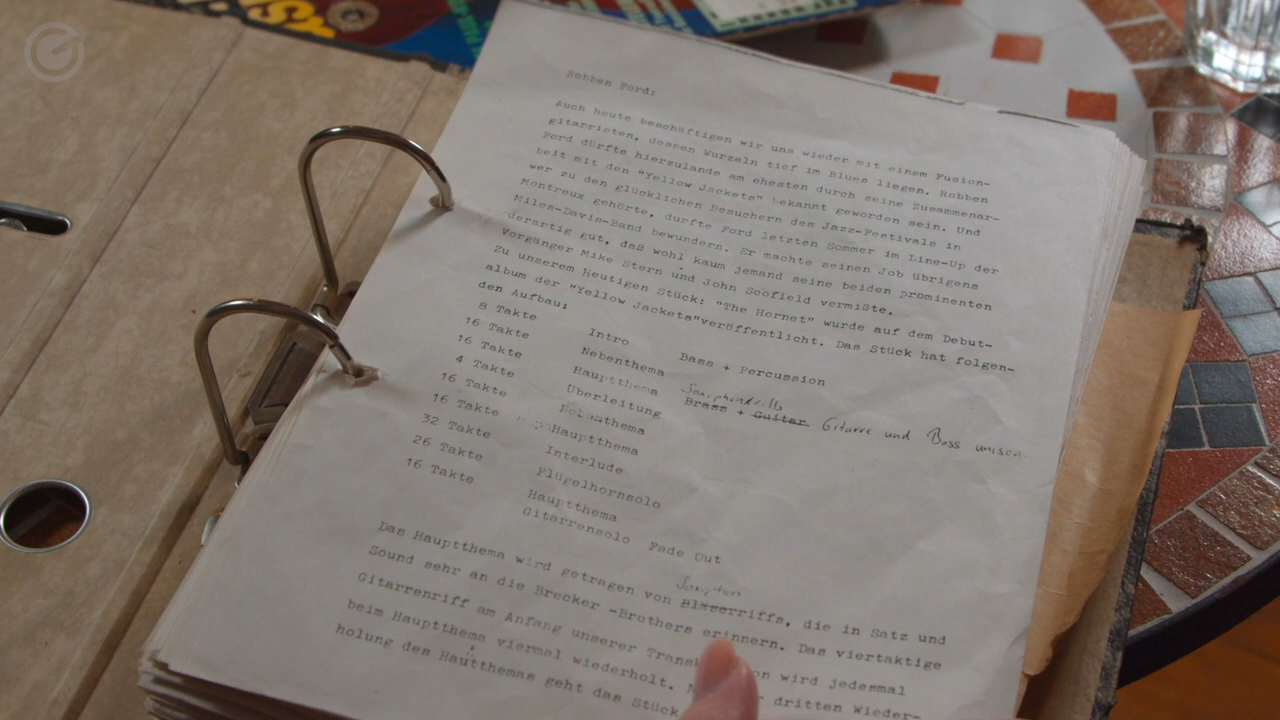 Robben Ford:
Auch heute beschäftigen wir uns wieder mit einem Fusion-
gitarristen, dessen Wurzeln tief im Blues liegen. Robben
Ford dürfte hierzulande am ehesten durch seine Zusammenar-
beit mit den "Yellow Jackets" bekannt geworden sein. Und
wer zu den glücklichen Besuchern des Jazz-Festivals in
Montreux gehörte, durfte Ford letzten Sommer im Line-Up der
Miles-Davis-Band bewundern. Er machte seinen Job übrigens
derartig gut, daß wohl kaum jemand seine beiden prominenten
Vorgänger Mike Stern und John Scofield vermißte.
Zu unserem Heutigen Stück: "The Hornet" wurde auf dem Debut-
album der "Yellow Jackets"veröffentlicht. Das Stück hat folgen-
den Aufbau:
8 Takte Intro Bass + Percussion
16 Takte Nebenthema
16 Takte Hauptthema Saxophonriffs
Brass + Guitar Gitarre und Bass unison
4 Takte Überleitung
16 Takte Nebenthema
16 Takte Hauptthema
32 Takte Interlude
26 Takte Flügelhornsolo
16 Takte Hauptthema
Gitarrensolo Fade Out
Das Hauptthema wird getragen von Bläserriffs, die in Satz und
Saxophon
Sound sehr an die Brecker -Brothers erinnern. Das viertaktige
Gitarrenriff am Anfang unserer wird jedesmal
beim Hauptthema viermal wiederholt. dritten Wieder-
holung des Hautthemas geht das Stück